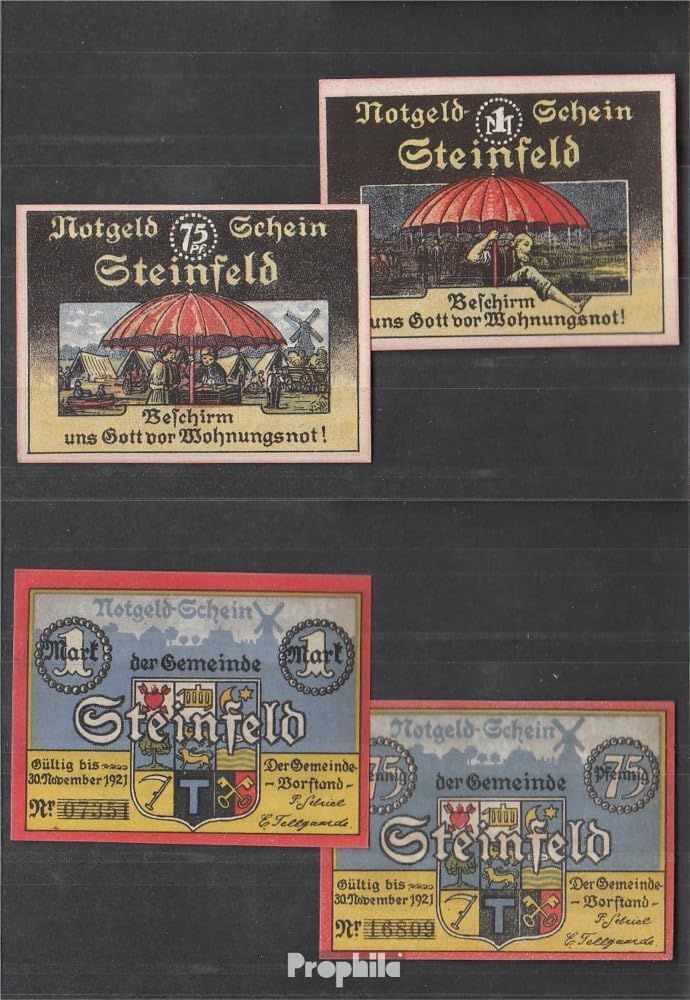 Notgeld 1 M Schein
Steinfeld
Beschirm
uns Gott vor Wohnungsnot!
Notgeld 75 Pf. Schein
Steinfeld
Beschirm
uns Gott vor Wohnungsnot!
Notgeld-Schein
1 Mark
1 Mark
der Gemeinde
Steinfeld
Gültig bis
30. November 1921
Der Gemeinde-
-Vorstand-
Nr. 07351
T
Notgeld-Schein
75 Pfennig
der Gemeinde
Steinfeld
Gültig bis
30. November 1921
Der Gemeinde-
-Vorstand-
Nr. 16809
T
Prophila